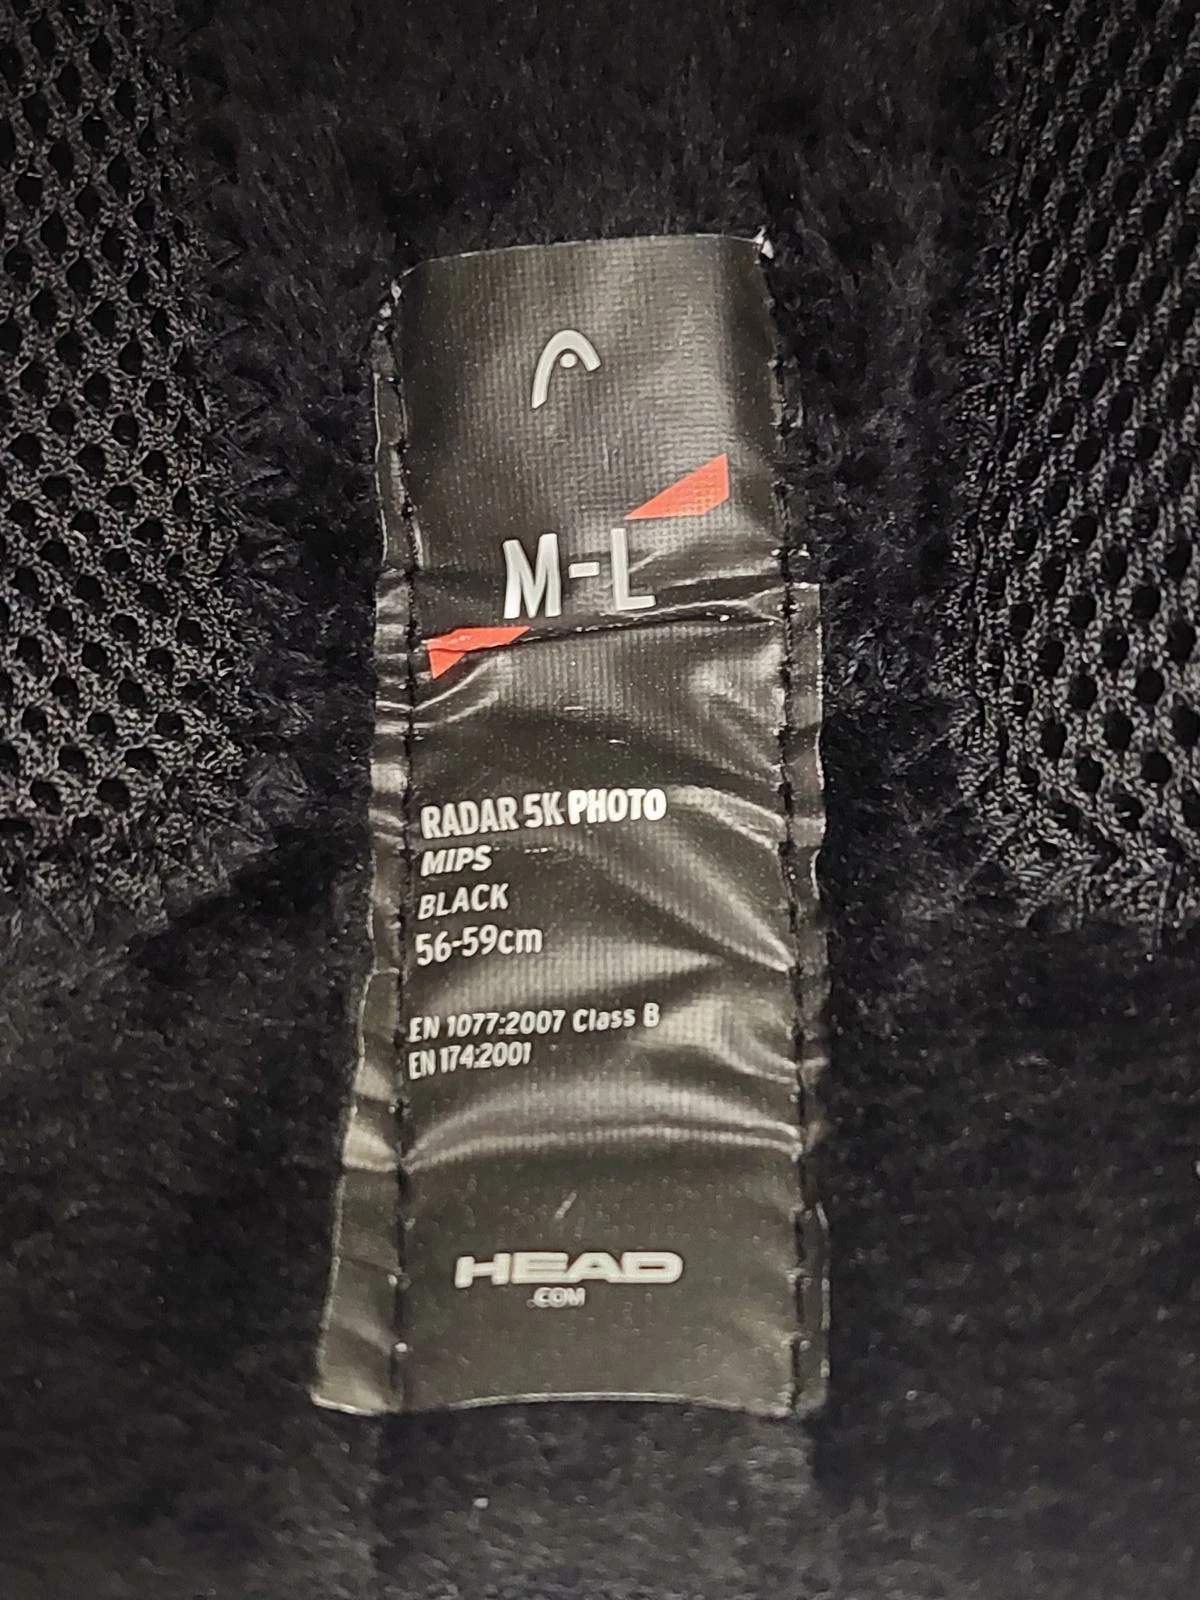 M-L
RADAR 5K PHOTO
MIPS
BLACK
56-59cm
EN 1077:2007 Class B
EN 174:2001
HEAD
.COM